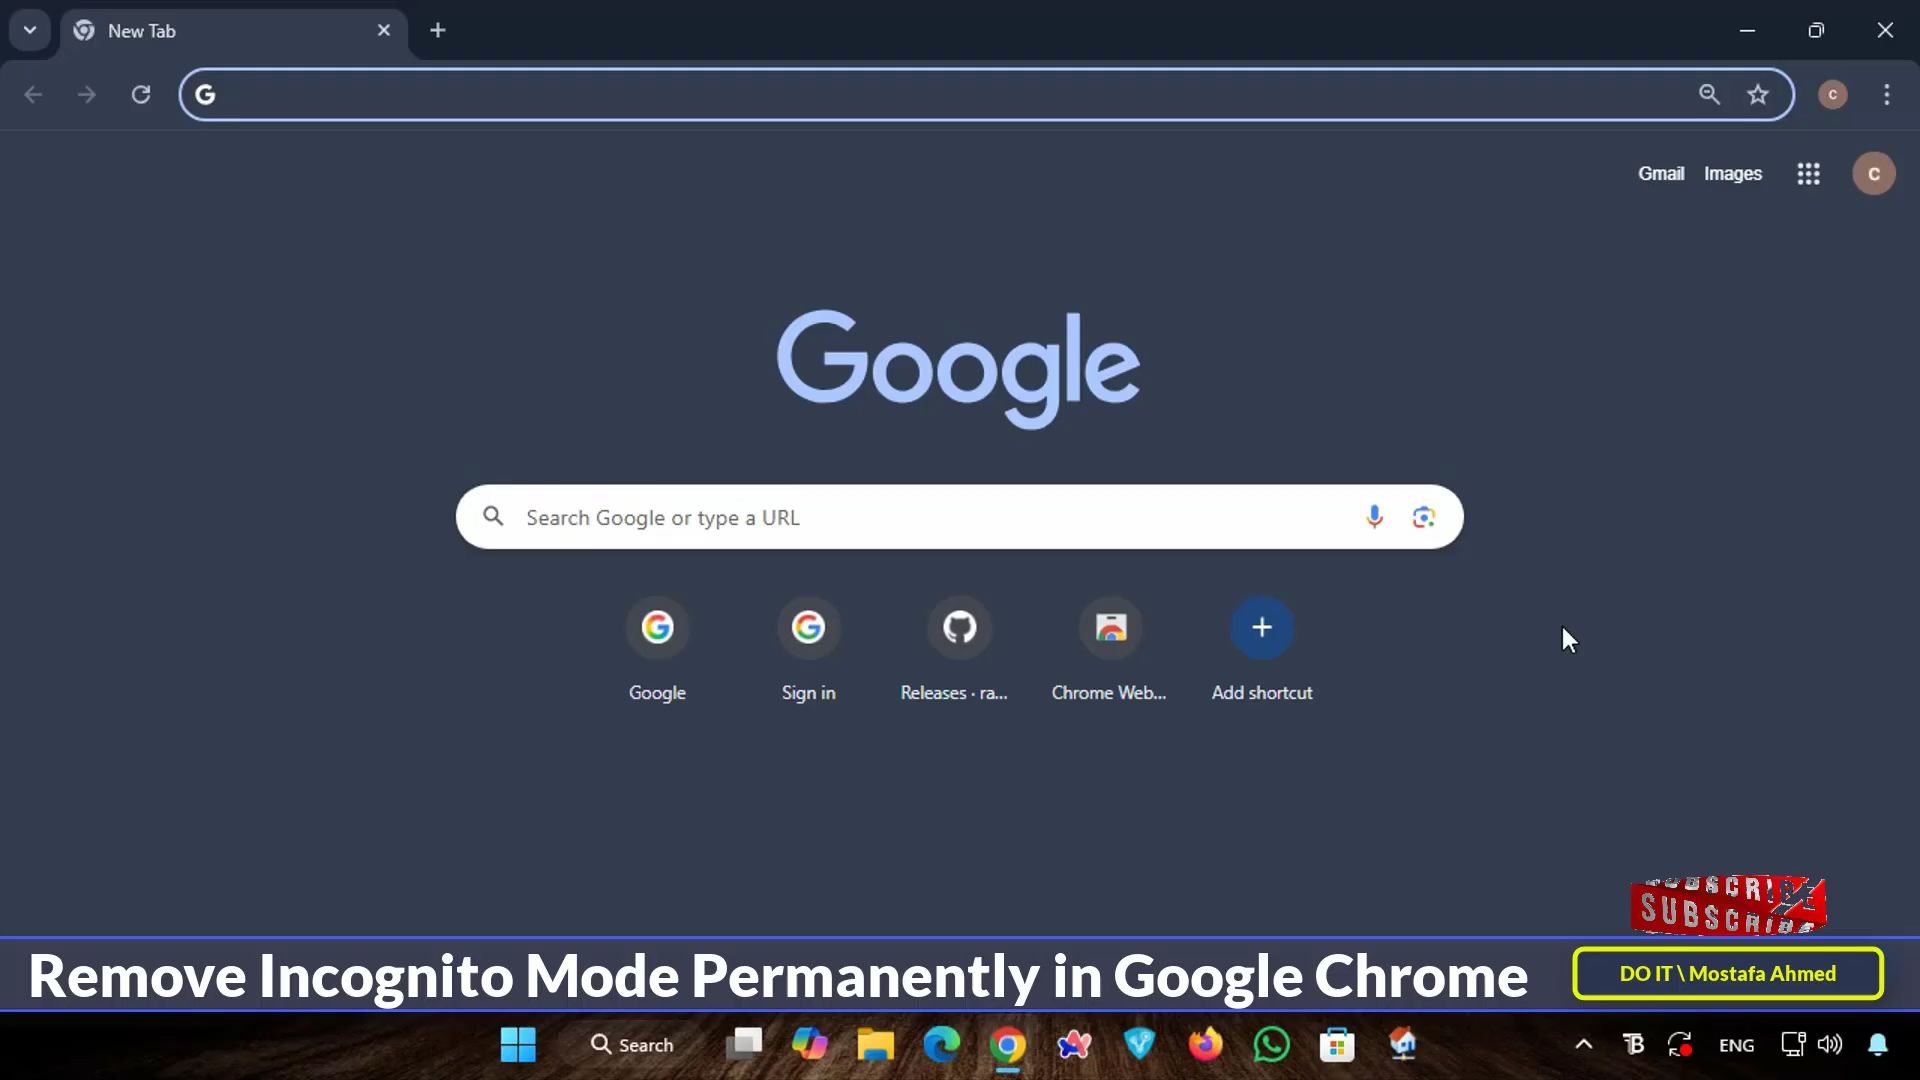 New Tab
Gmail Images
C
C
Google
Search Google or type a URL
Google
Sign in
Releases · ra...
Chrome Web...
Add shortcut
SUBSCRIBE
SUBSCRIBE
Remove Incognito Mode Permanently in Google Chrome
DO IT \ Mostafa Ahmed
Search
ENG